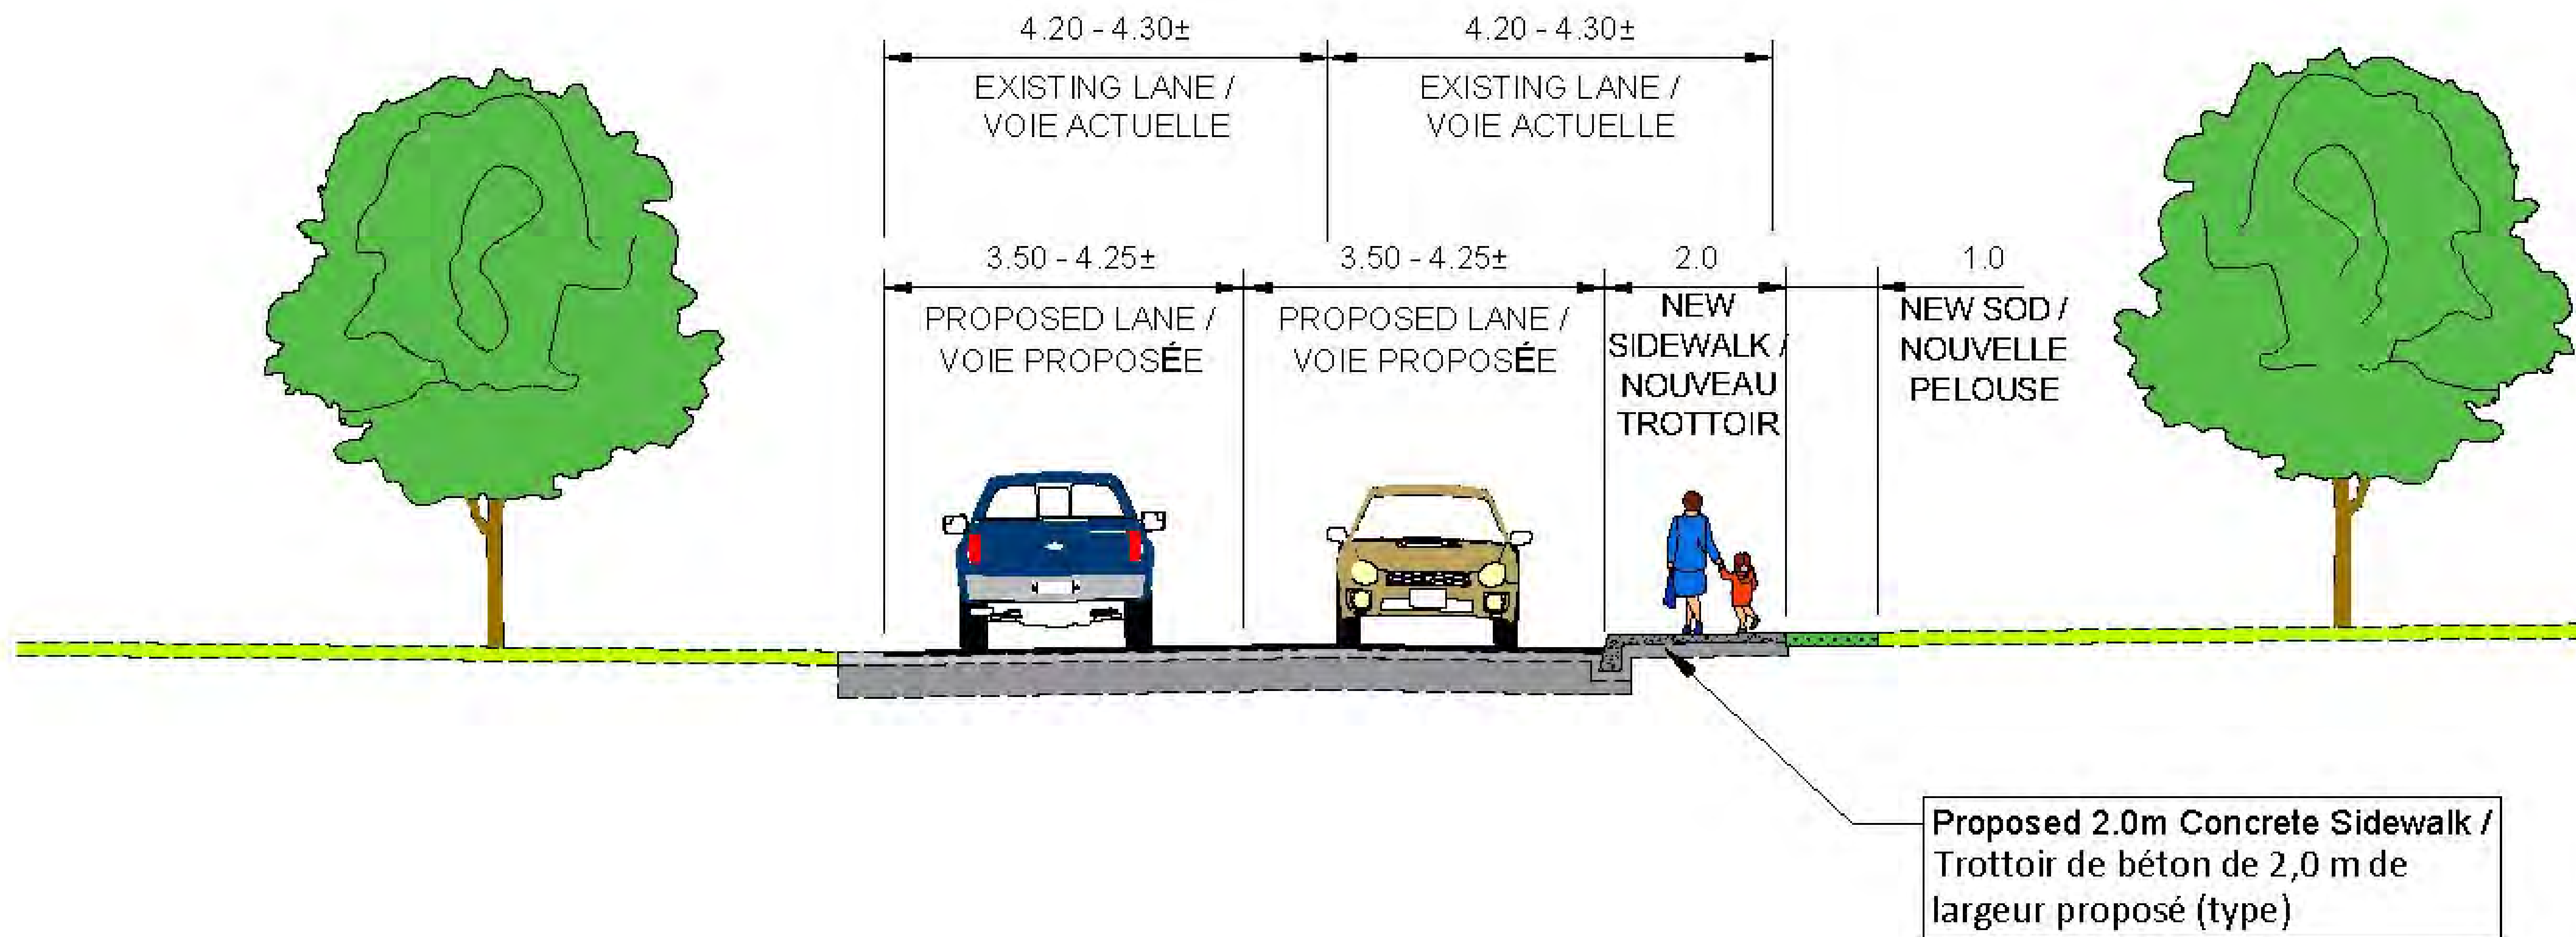 4.20 - 4.30±
4.20 - 4.30±
EXISTING LANE /
VOIE ACTUELLE
EXISTING LANE /
VOIE ACTUELLE
3.50 - 4.25±
3.50 - 4.25±
2.0
1.0
PROPOSED LANE /
VOIE PROPOSÉE
PROPOSED LANE /
VOIE PROPOSÉE
NEW
SIDEWALK /
NOUVEAU
TROTTOIR
NEW SOD /
NOUVELLE
PELOUSE
Proposed 2.0m Concrete Sidewalk /
Trottoir de béton de 2,0 m de
largeur proposé (type)